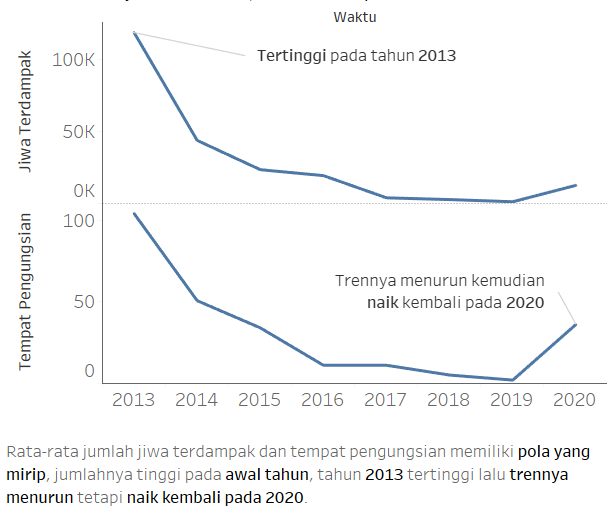 Waktu
Jiwa Terdampak
100K
50K
0K
Tertinggi pada tahun 2013
Tempat Pengungsian
100
50
0
Trennya menurun kemudian
naik kembali pada 2020
2013 2014 2015 2016 2017 2018 2019 2020
Rata-rata jumlah jiwa terdampak dan tempat pengungsian memiliki pola yang
mirip, jumlahnya tinggi pada awal tahun, tahun 2013 tertinggi lalu trennya
menurun tetapi naik kembali pada 2020.